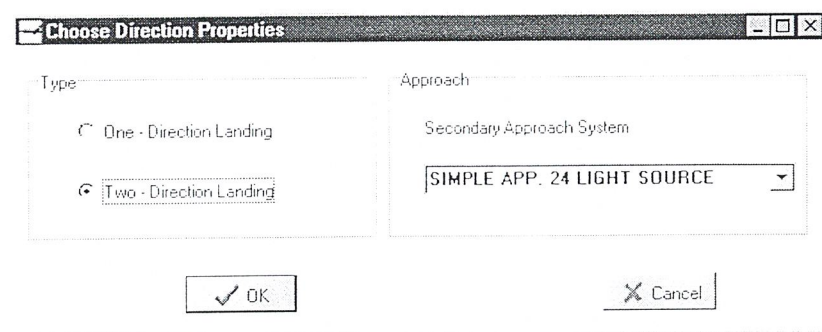 Choose Direction Properties
Type
One - Direction Landing
Two - Direction Landing
Approach
Secondary Approach System
SIMPLE APP. 24 LIGHT SOURCE
OK
Cancel